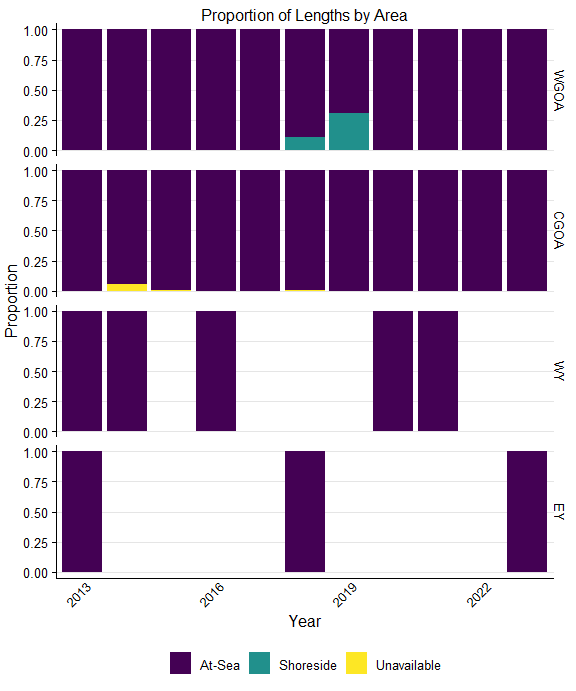 Proportion of Lengths by Area
1.00
0.75
0.50
0.25
0.00
WGOA
1.00
0.75
0.50
0.25
0.00
CGOA
Proportion
1.00
0.75
0.50
0.25
0.00
WY
1.00
0.75
0.50
0.25
0.00
EY
2013 2016 2019 2022
Year
At-Sea Shoreside Unavailable